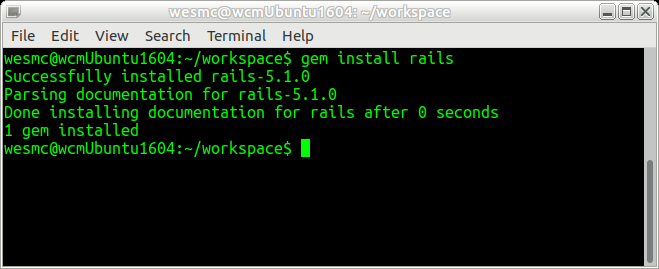 wesmc@wcmUbuntu1604: ~/workspace
File Edit View Search Terminal Help
wesmc@wcmUbuntu1604:~/workspace$ gem install rails
Successfully installed rails-5.1.0
Parsing documentation for rails-5.1.0
Done installing documentation for rails after 0 seconds
1 gem installed
wesmc@wcmUbuntu1604:~/workspace$